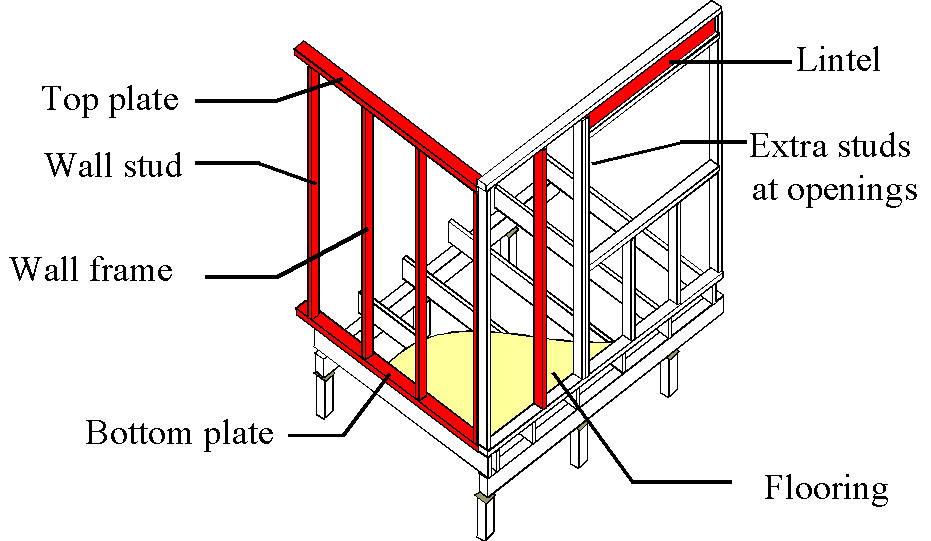 Top plate
Wall stud
Wall frame
Bottom plate
Lintel
Extra studs
at openings
Flooring